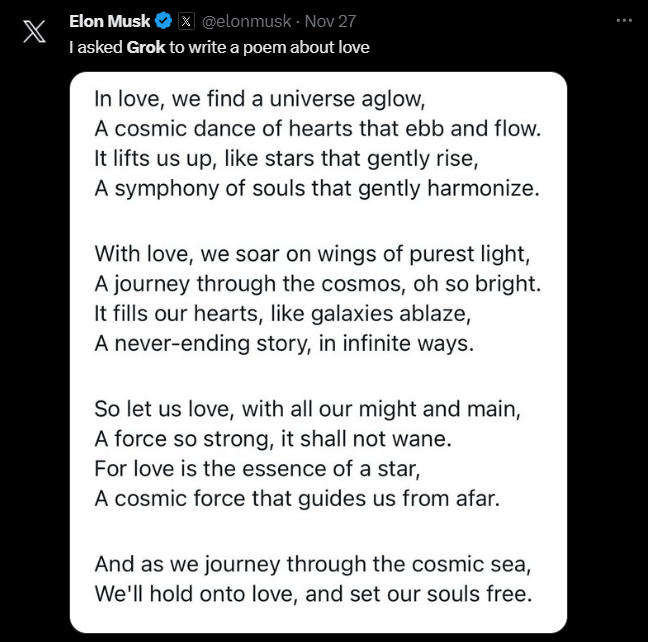 Elon Musk @elonmusk · Nov 27
I asked Grok to write a poem about love
In love, we find a universe aglow,
A cosmic dance of hearts that ebb and flow.
It lifts us up, like stars that gently rise,
A symphony of souls that gently harmonize.
With love, we soar on wings of purest light,
A journey through the cosmos, oh so bright.
It fills our hearts, like galaxies ablaze,
A never-ending story, in infinite ways.
So let us love, with all our might and main,
A force so strong, it shall not wane.
For love is the essence of a star,
A cosmic force that guides us from afar.
And as we journey through the cosmic sea,
We'll hold onto love, and set our souls free.